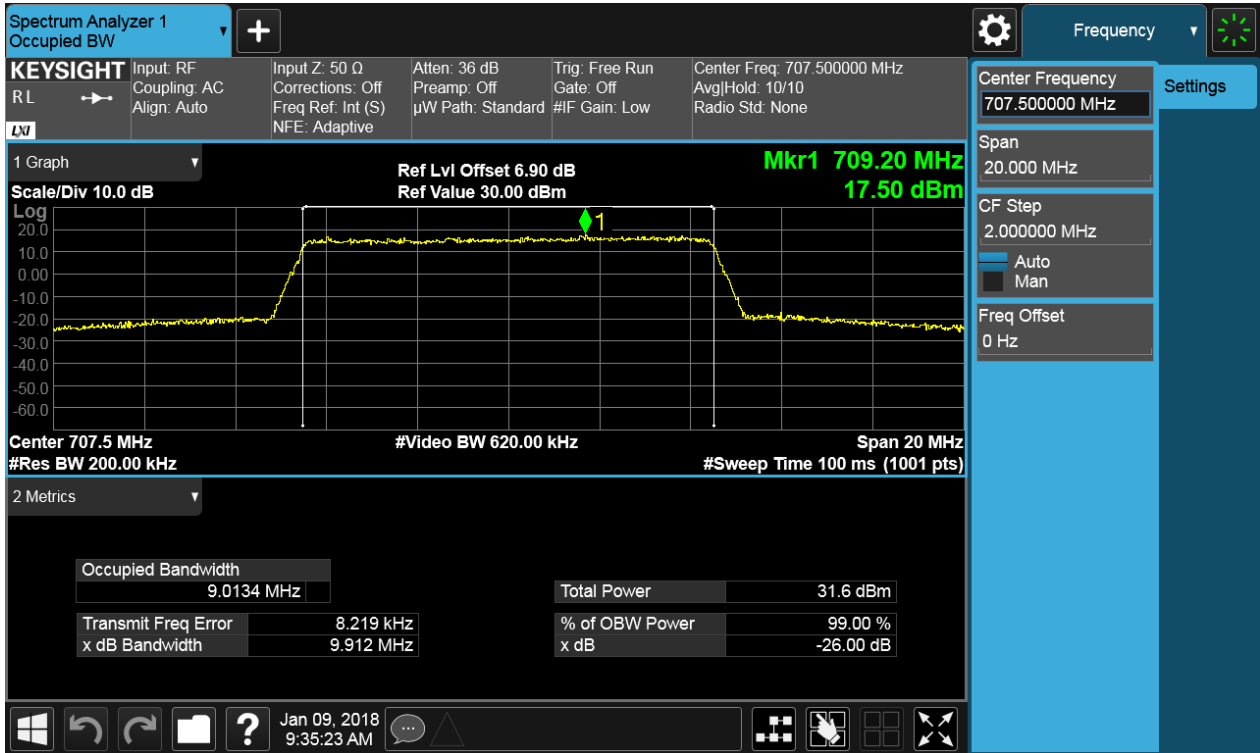 Spectrum Analyzer 1
Occupied BW
+
Frequency
KEYSIGHT
RL
LXI
Input: RF
Coupling: AC
Align: Auto
Input Z: 50 Ω
Corrections: Off
Freq Ref: Int (S)
NFE: Adaptive
Atten: 36 dB
Preamp: Off
µW Path: Standard
Trig: Free Run
Gate: Off
#IF Gain: Low
Center Freq: 707.500000 MHz
Avg|Hold: 10/10
Radio Std: None
Center Frequency
707.500000 MHz
Settings
Span
20.000 MHz
CF Step
2.000000 MHz
Auto
Man
Freq Offset
0 Hz
1 Graph
Scale/Div 10.0 dB
Ref Lvl Offset 6.90 dB
Ref Value 30.00 dBm
Mkr1 709.20 MHz
17.50 dBm
Log
1
20.0
10.0
0.00
-10.0
-20.0
-30.0
-40.0
-50.0
-60.0
Center 707.5 MHz
#Video BW 620.00 kHz
Span 20 MHz
#Res BW 200.00 kHz
#Sweep Time 100 ms (1001 pts)
2 Metrics
Occupied Bandwidth
9.0134 MHz
Total Power 31.6 dBm
Transmit Freq Error 8.219 kHz
% of OBW Power 99.00 %
x dB Bandwidth 9.912 MHz
x dB -26.00 dB
?
Jan 09, 2018
9:35:23 AM